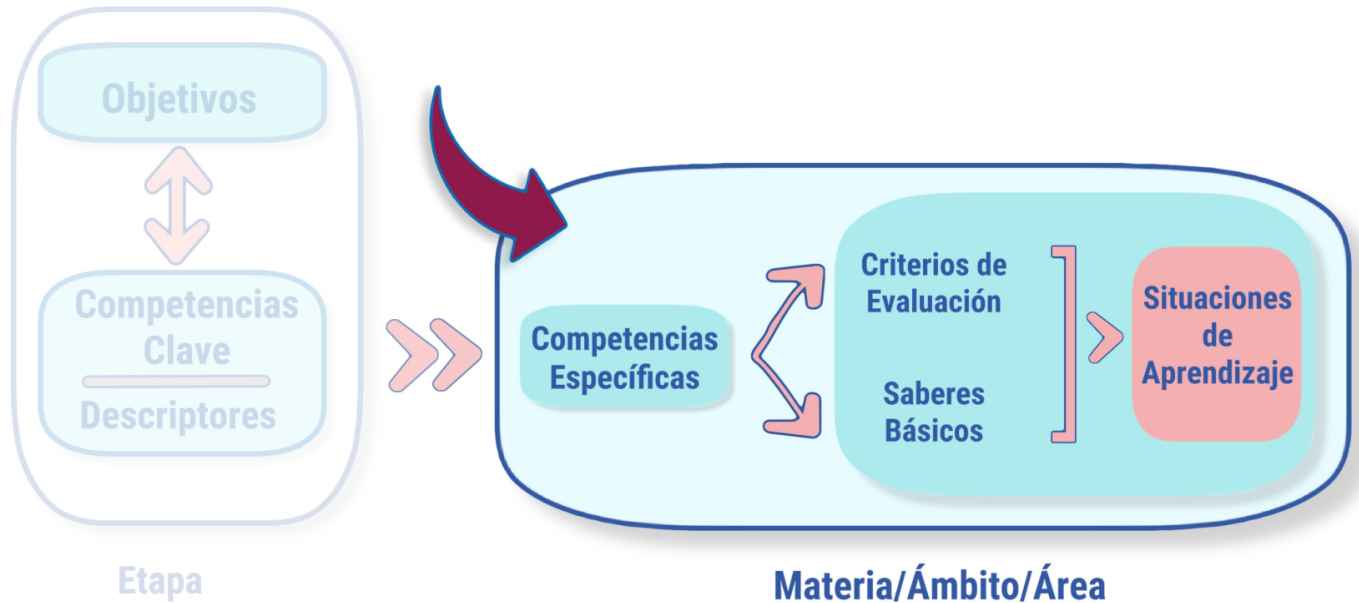 Objetivos
Competencias
Clave
Descriptores
Etapa
Competencias
Específicas
Criterios de
Evaluación
Saberes
Básicos
Situaciones
de
Aprendizaje
Materia/Ámbito/Área